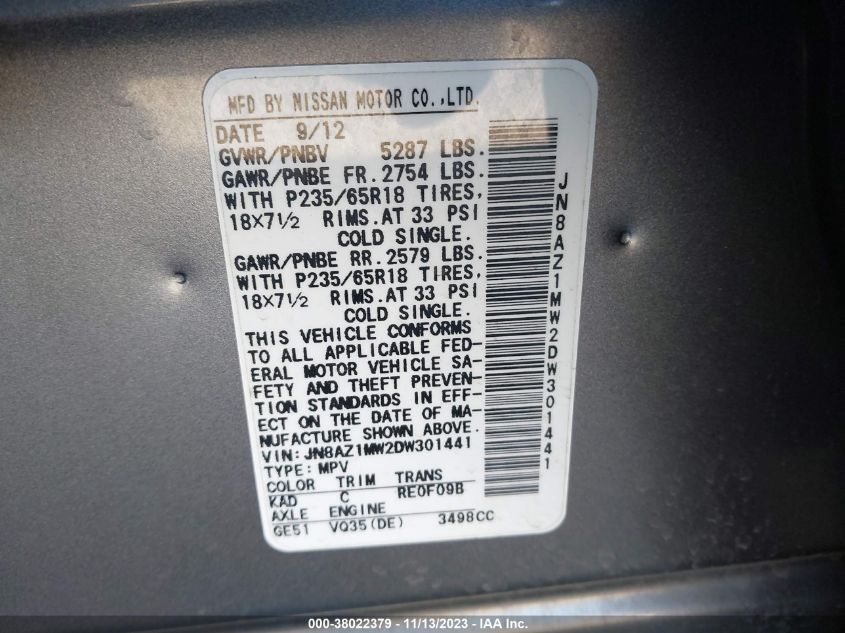 MFD BY NISSAN MOTOR CO.,LTD.
DATE 9/12
GVWR/PNBV 5287 LBS.
GAWR/PNBE FR.2754 LBS.
WITH P235/65R18 TIRES,
18X7½ RIMS.AT 33 PSI
COLD SINGLE.
GAWR/PNBE RR.2579 LBS.
WITH P235/65R18 TIRES,
18X7½ RIMS.AT 33 PSI
COLD SINGLE.
THIS VEHICLE CONFORMS
TO ALL APPLICABLE FED-
ERAL MOTOR VEHICLE SA-
FETY AND THEFT PREVEN-
TION STANDARDS IN EFF-
ECT ON THE DATE OF MA-
NUFACTURE SHOWN ABOVE.
VIN: JN8AZ1MW2DW301441
TYPE: MPV
COLOR TRIM TRANS
KAD C RE0F09B
AXLE ENGINE
GE51 VQ35(DE) 3498CC
JN8AZ1MW2DW301441
000-38022379 - 11/13/2023 - IAA Inc.